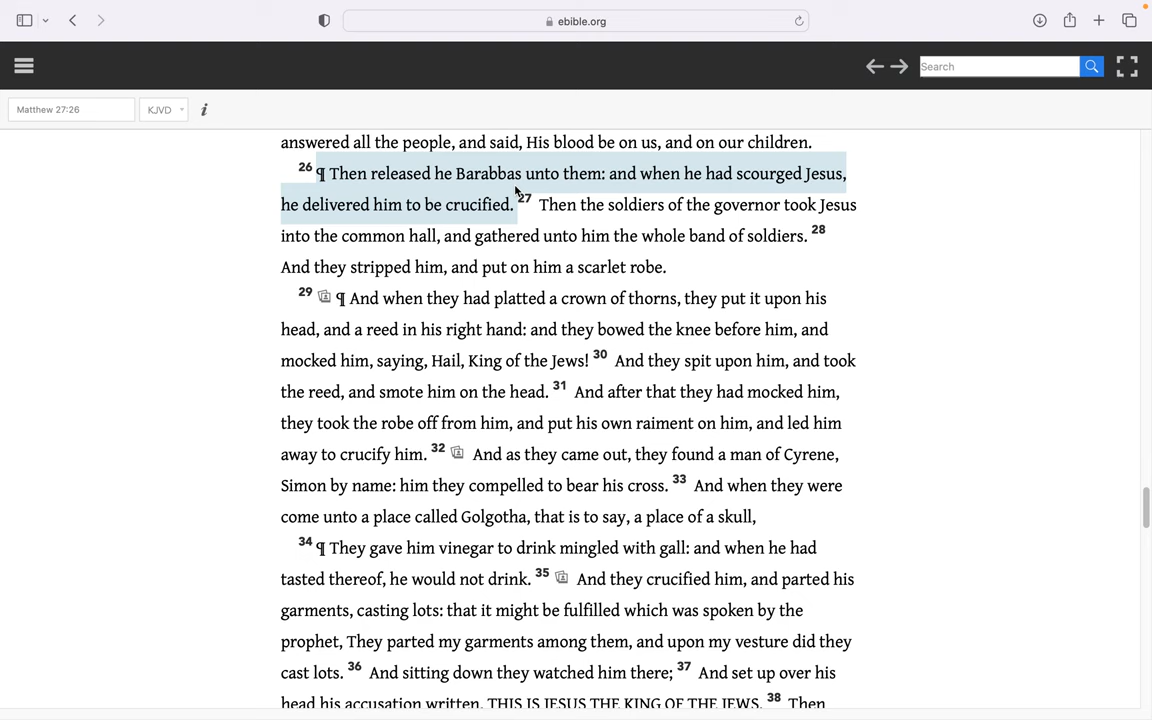 ebible.org
Search
Matthew 27:26 KJVD i
answered all the people, and said, His blood be on us, and on our children.
26 ¶ Then released he Barabbas unto them: and when he had scourged Jesus,
he delivered him to be crucified. 27 Then the soldiers of the governor took Jesus
into the common hall, and gathered unto him the whole band of soldiers. 28
And they stripped him, and put on him a scarlet robe.
29 ¶ And when they had platted a crown of thorns, they put it upon his
head, and a reed in his right hand: and they bowed the knee before him, and
mocked him, saying, Hail, King of the Jews! 30 And they spit upon him, and took
the reed, and smote him on the head. 31 And after that they had mocked him,
they took the robe off from him, and put his own raiment on him, and led him
away to crucify him. 32 And as they came out, they found a man of Cyrene,
Simon by name: him they compelled to bear his cross. 33 And when they were
come unto a place called Golgotha, that is to say, a place of a skull,
34 ¶ They gave him vinegar to drink mingled with gall: and when he had
tasted thereof, he would not drink. 35 And they crucified him, and parted his
garments, casting lots: that it might be fulfilled which was spoken by the
prophet, They parted my garments among them, and upon my vesture did they
cast lots. 36 And sitting down they watched him there; 37 And set up over his
head his accusation written, THIS IS JESUS THE KING OF THE JEWS. 38 Then